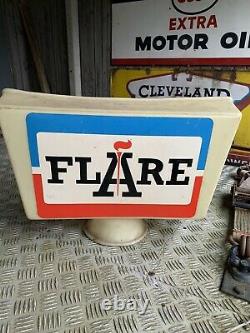 EXTRA
MOTOR OIL
CLEVELAND
FLARE